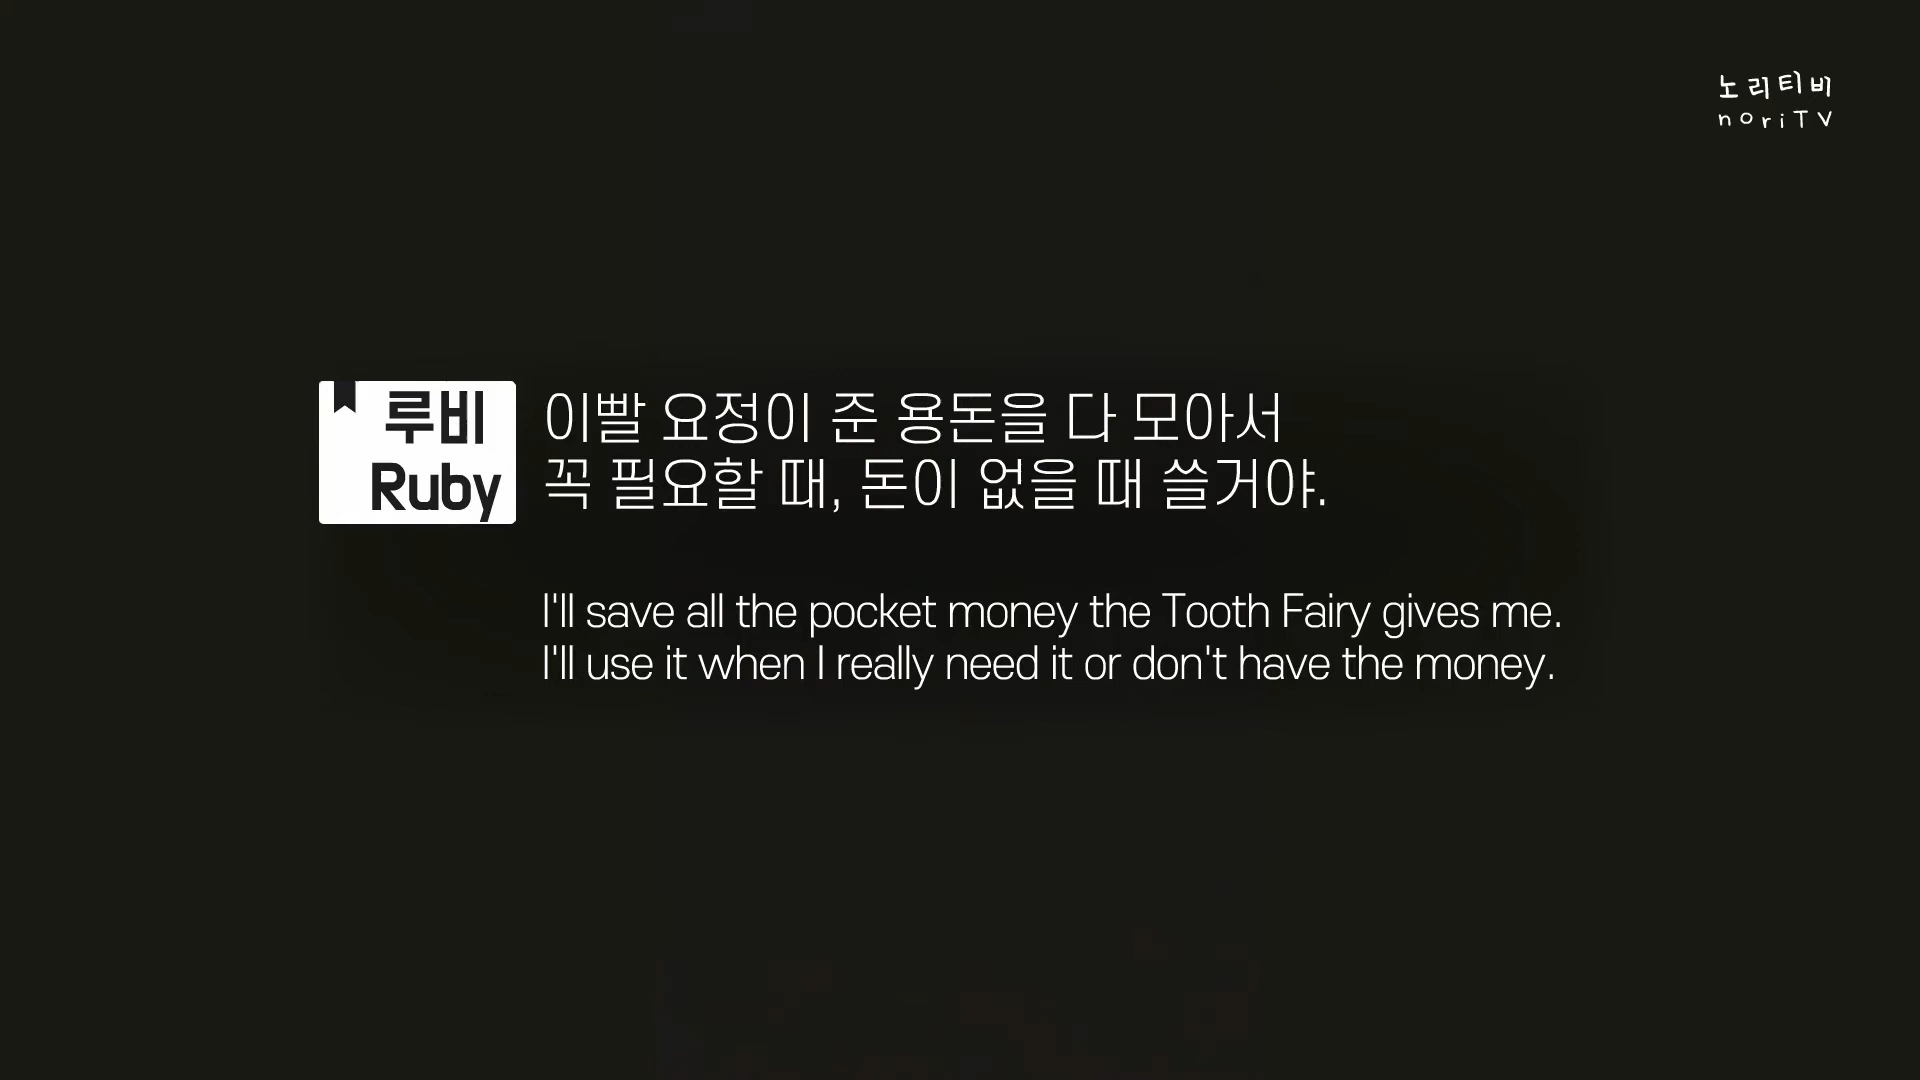 노리티비
noriTV
루비
Ruby
이빨 요정이 준 용돈을 다 모아서
꼭 필요할 때, 돈이 없을 때 쓸거야.
I'll save all the pocket money the Tooth Fairy gives me.
I'll use it when I really need it or don't have the money.